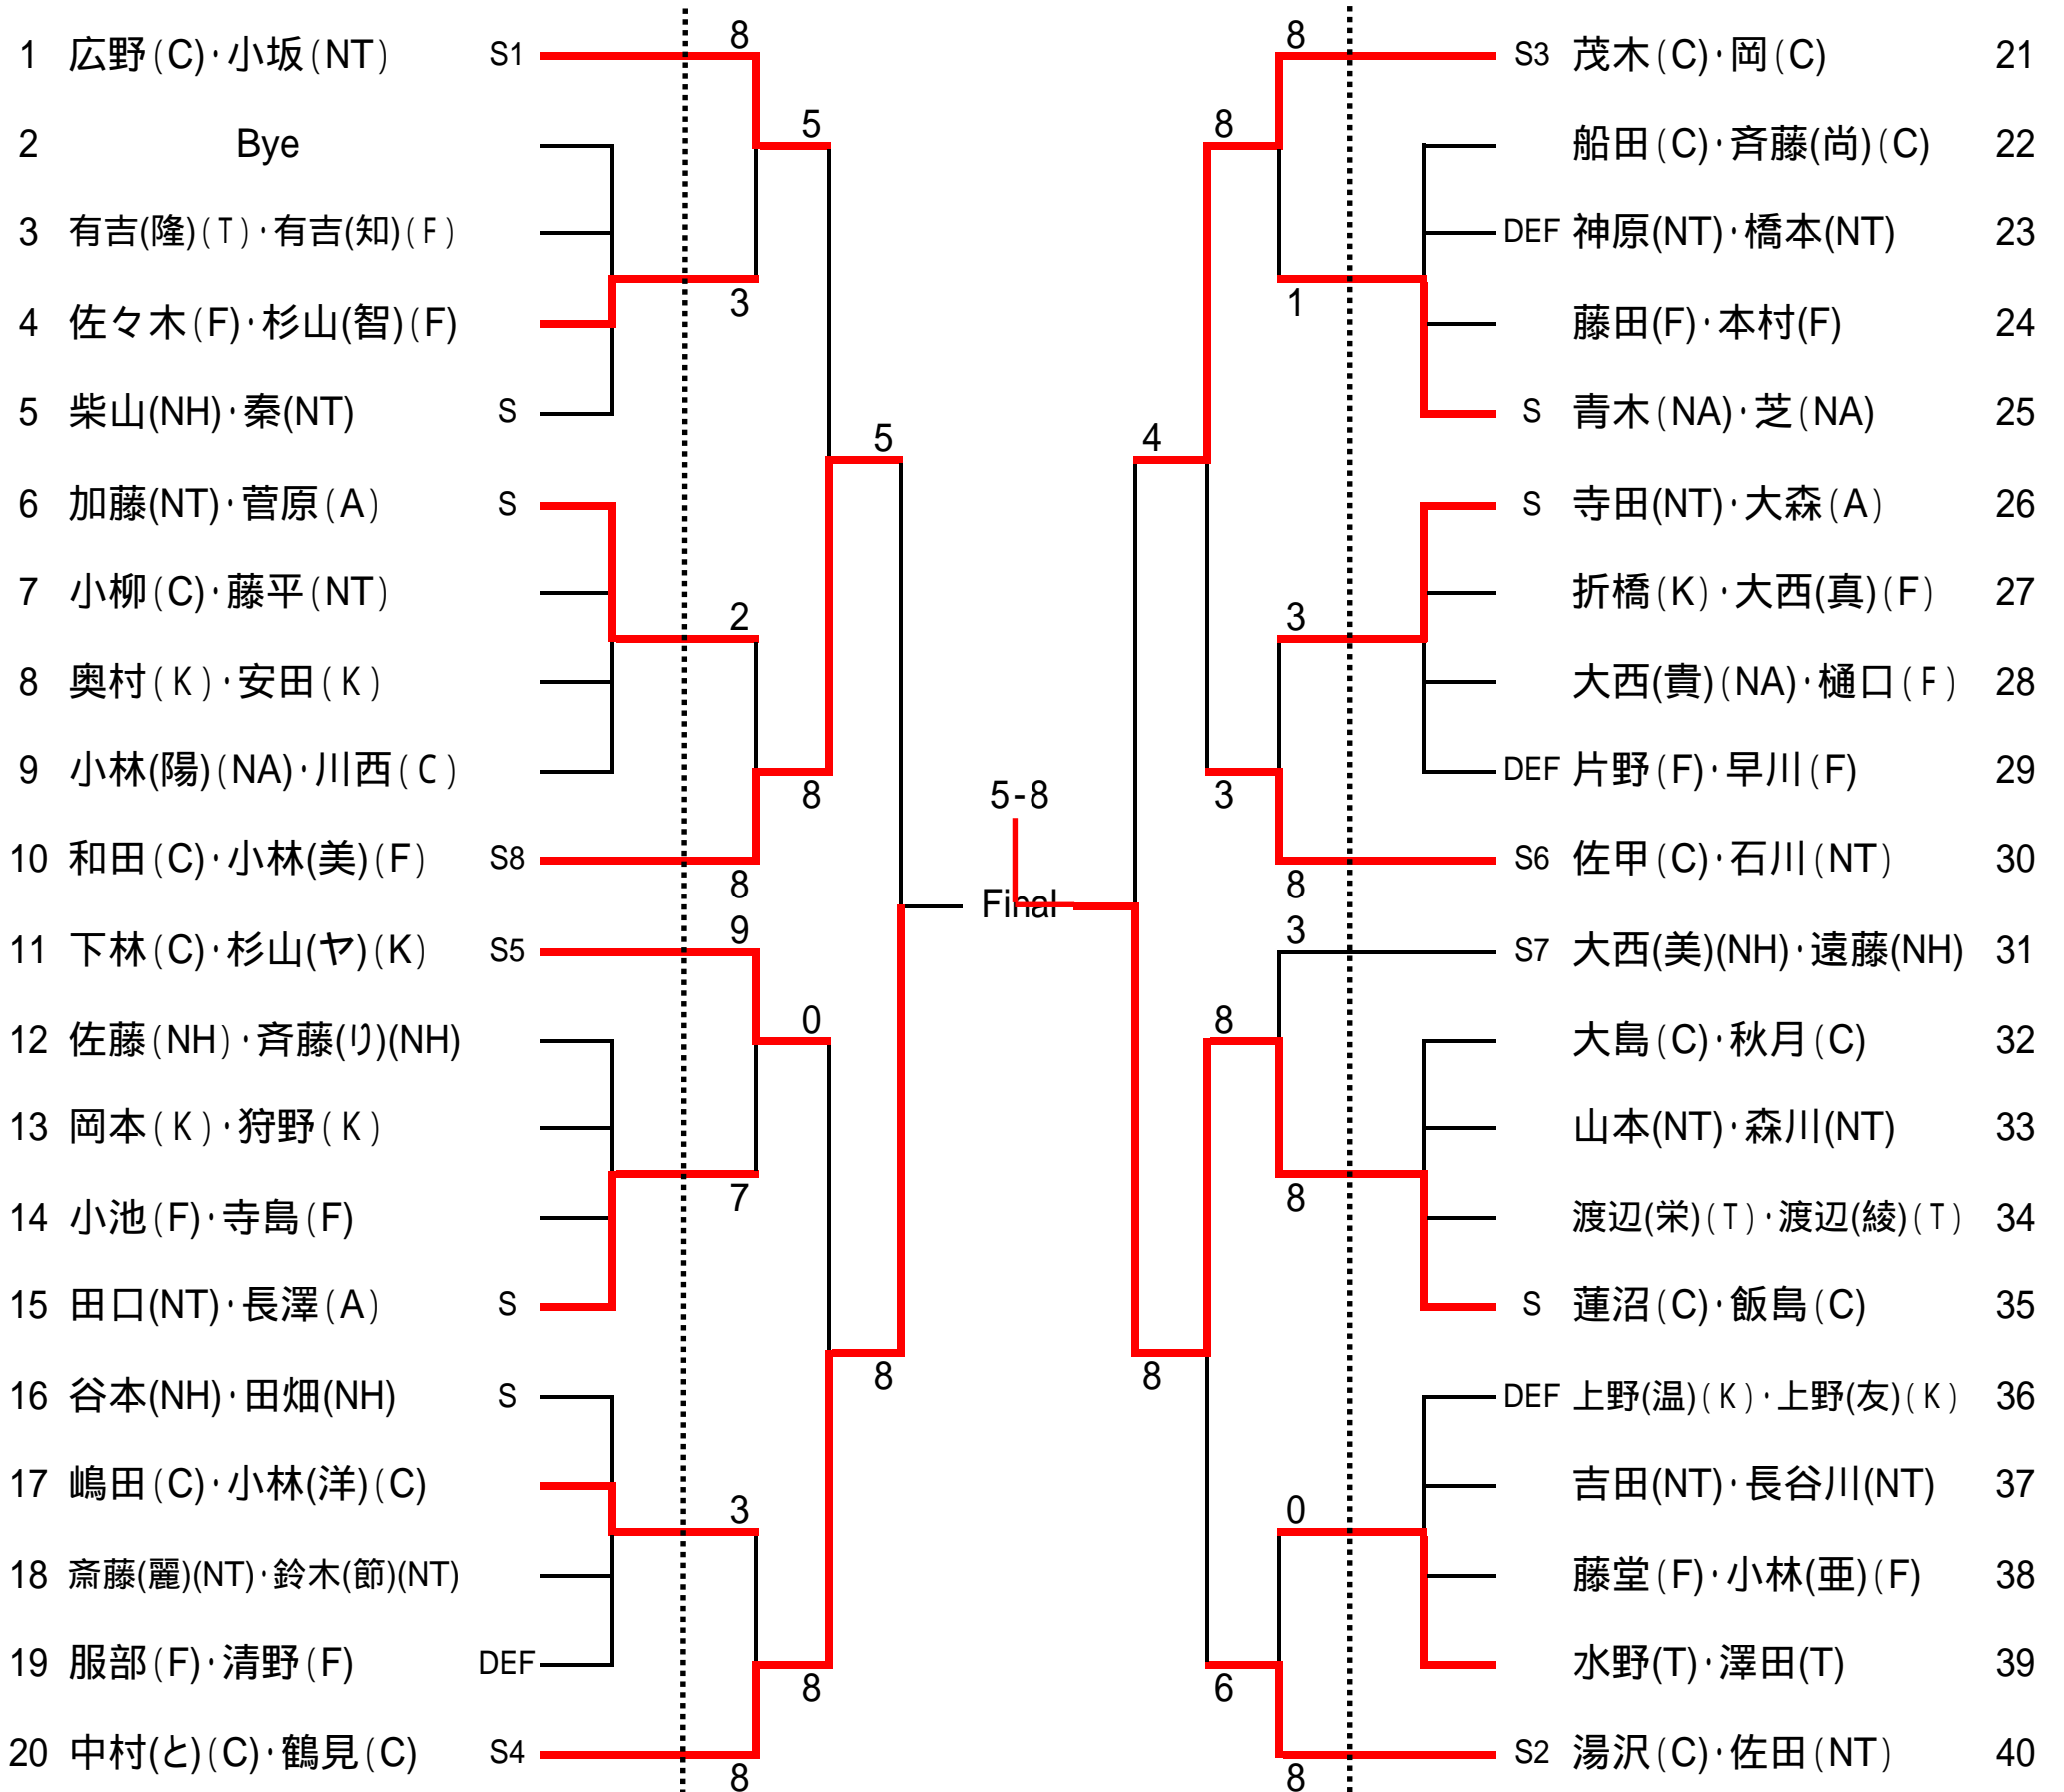 1 広野(C)・小坂(NT) S1
2 Bye
3 有吉(隆)(T)・有吉(知)(F)
4 佐々木(F)・杉山(智)(F)
5 柴山(NH)・秦(NT) S
6 加藤(NT)・菅原(A) S
7 小柳(C)・藤平(NT)
8 奥村(K)・安田(K)
9 小林(陽)(NA)・川西(C)
10 和田(C)・小林(美)(F) S8
11 下林(C)・杉山(ヤ)(K) S5
12 佐藤(NH)・斉藤(り)(NH)
13 岡本(K)・狩野(K)
14 小池(F)・寺島(F)
15 田口(NT)・長澤(A) S
16 谷本(NH)・田畑(NH) S
17 嶋田(C)・小林(洋)(C)
18 斎藤(麗)(NT)・鈴木(節)(NT)
19 服部(F)・清野(F) DEF
20 中村(と)(C)・鶴見(C) S4
8
3
2
8
9
7
3
8
5
8
0
8
5
8
5-8
Final
4
8
8
3
8
6
8
1
3
8
3
8
0
8
S3 茂木(C)・岡(C) 21
船田(C)・斉藤(尚)(C) 22
DEF 神原(NT)・橋本(NT) 23
藤田(F)・本村(F) 24
S 青木(NA)・芝(NA) 25
S 寺田(NT)・大森(A) 26
折橋(K)・大西(真)(F) 27
大西(貴)(NA)・樋口(F) 28
DEF 片野(F)・早川(F) 29
S6 佐甲(C)・石川(NT) 30
S7 大西(美)(NH)・遠藤(NH) 31
大島(C)・秋月(C) 32
山本(NT)・森川(NT) 33
渡辺(栄)(T)・渡辺(綾)(T) 34
S 蓮沼(C)・飯島(C) 35
DEF 上野(温)(K)・上野(友)(K) 36
吉田(NT)・長谷川(NT) 37
藤堂(F)・小林(亜)(F) 38
水野(T)・澤田(T) 39
S2 湯沢(C)・佐田(NT) 40